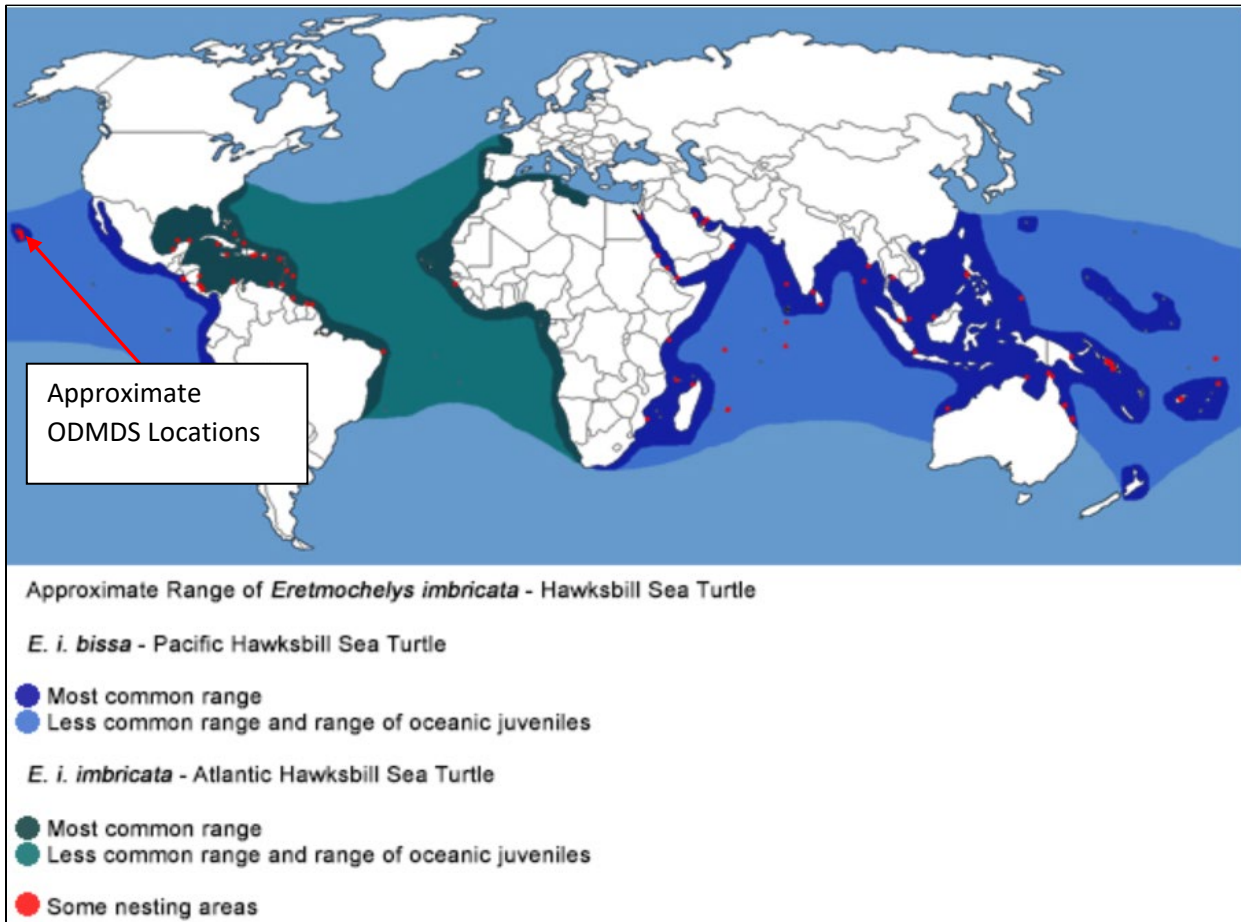 Approximate
ODMDS Locations
Approximate Range of Eretmochelys imbricata - Hawksbill Sea Turtle
E. i. bissa - Pacific Hawksbill Sea Turtle
Most common range
Less common range and range of oceanic juveniles
E. i. imbricata - Atlantic Hawksbill Sea Turtle
Most common range
Less common range and range of oceanic juveniles
Some nesting areas